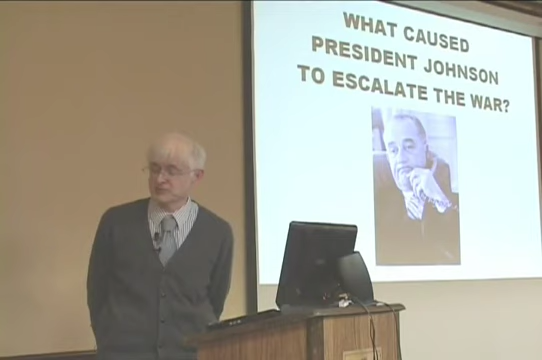 WHAT CAUSED
PRESIDENT JOHNSON
TO ESCALATE THE WAR?